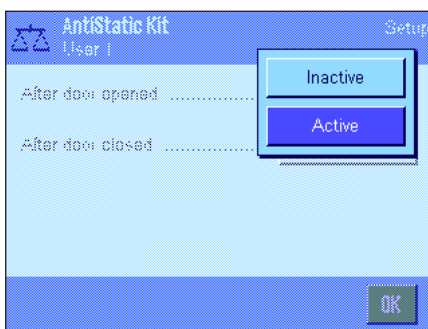 AntiStatic Kit
Setup
User 1
Inactive
After door opened ..............
Active
After door closed ...............
OK